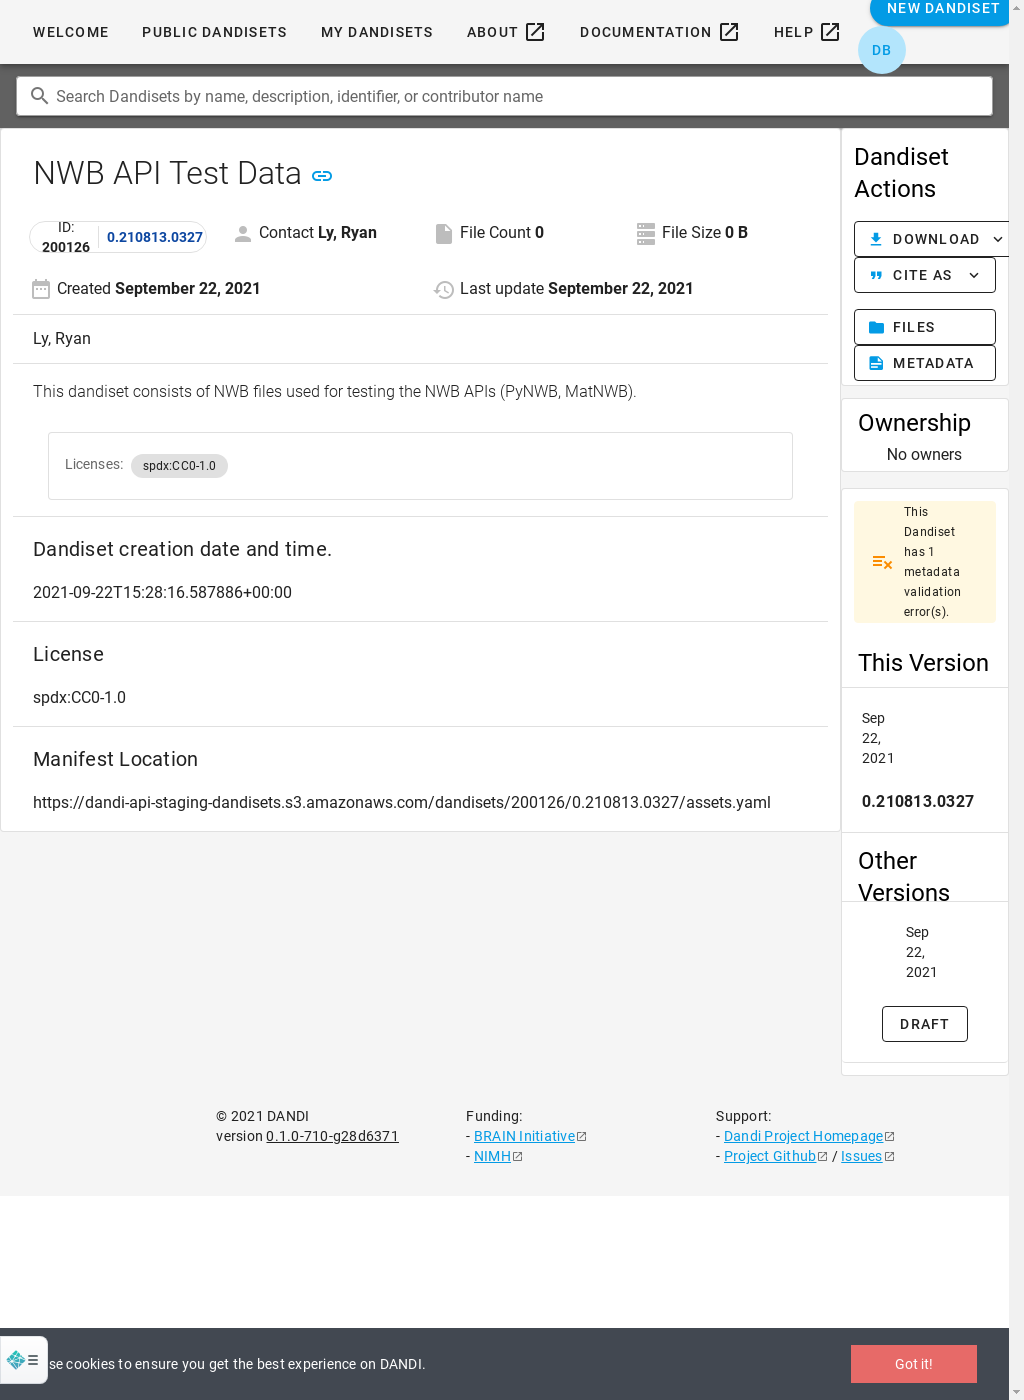 WELCOME PUBLIC DANDISETS MY DANDISETS ABOUT DOCUMENTATION HELP NEW DANDISET
DB
Search Dandisets by name, description, identifier, or contributor name
NWB API Test Data
ID: 200126 0.210813.0327 Contact Ly, Ryan File Count 0 File Size 0 B
Created September 22, 2021 Last update September 22, 2021
Ly, Ryan
This dandiset consists of NWB files used for testing the NWB APIs (PyNWB, MatNWB).
Licenses: spdx:CC0-1.0
Dandiset creation date and time.
2021-09-22T15:28:16.587886+00:00
License
spdx:CC0-1.0
Manifest Location
https://dandi-api-staging-dandisets.s3.amazonaws.com/dandisets/200126/0.210813.0327/assets.yaml
Dandiset
Actions
DOWNLOAD
CITE AS
FILES
METADATA
Ownership
No owners
This
Dandiset
has 1
metadata
validation
error(s).
This Version
Sep
22,
2021
0.210813.0327
Other
Versions
Sep
22,
2021
DRAFT
© 2021 DANDI
version 0.1.0-710-g28d6371
Funding:
- BRAIN Initiative
- NIMH
Support:
- Dandi Project Homepage
- Project Github / Issues
se cookies to ensure you get the best experience on DANDI.
Got it!